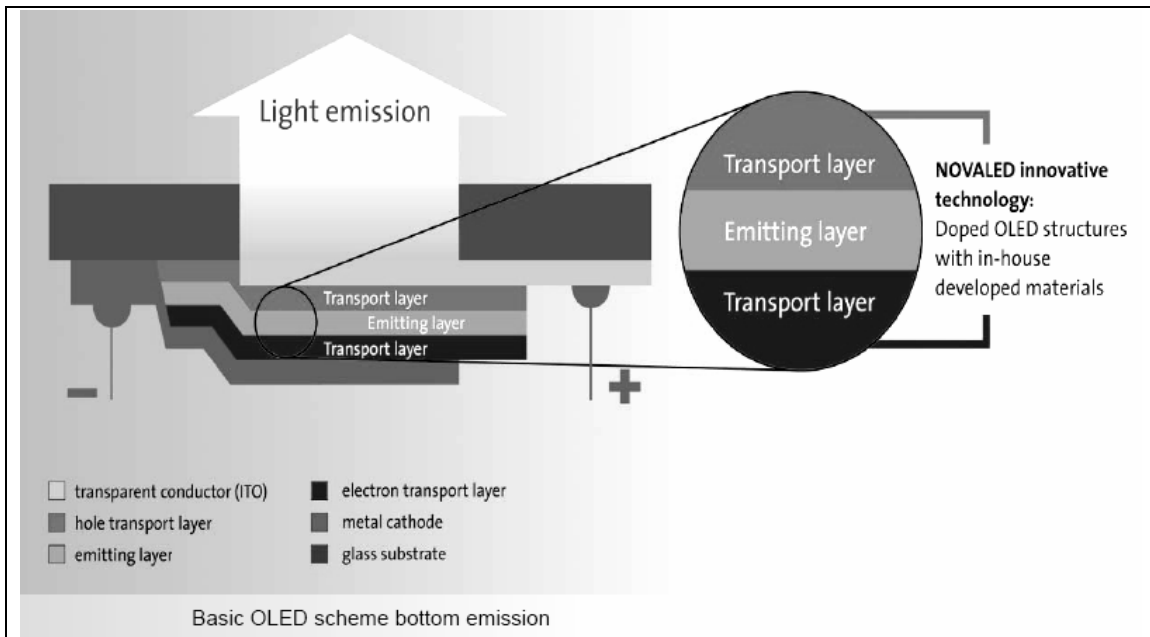 Light emission
Transport layer
Emitting layer
Transport layer
−
+
Transport layer
Emitting layer
Transport layer
NOVALED innovative
technology:
Doped OLED structures
with in-house
developed materials
transparent conductor (ITO)
hole transport layer
emitting layer
electron transport layer
metal cathode
glass substrate
Basic OLED scheme bottom emission